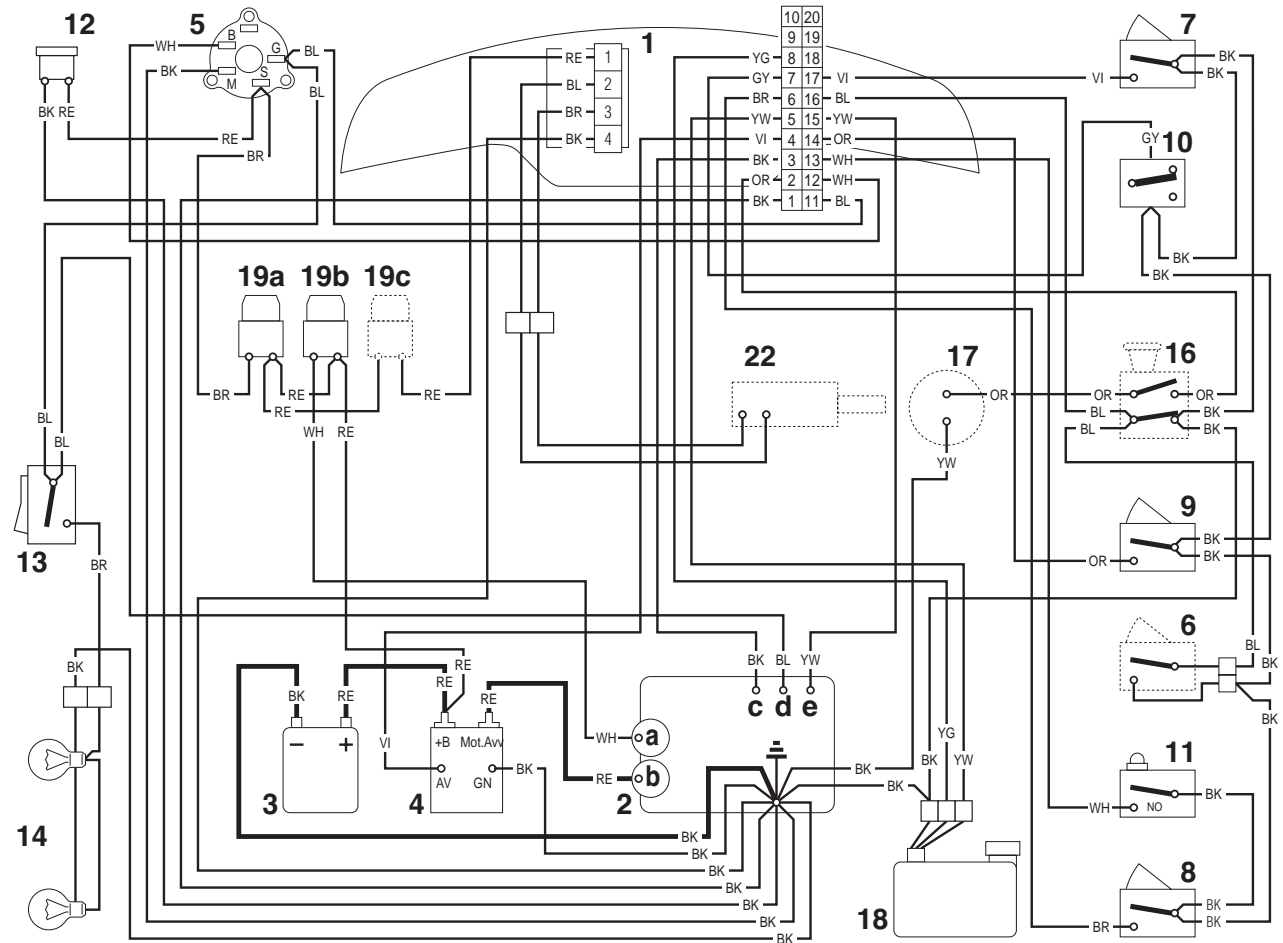 12
5
1
7
10 20
9 19
YG 8 18
GY 7 17 VI
BR 6 16 BL
YW 5 15 YW
VI 4 14 OR
BK 3 13 WH
OR 2 12 WH
BK 1 11 BL
RE 1
BL 2
BR 3
BK 4
WH B
G BL
BK M
S
BL
BK RE
RE
BR
VI
BK
BK
GY
10
BK
BK
19a 19b 19c
BR RE RE
RE
WH RE
22
17
16
OR OR OR
BL BK
BL BK
YW
BL
BL
13
BR
9
BK
BK
OR
6
BL
BK
BK
BK
BK RE
RE
RE
RE
BK BL YW
c d e
– +
+B Mot.Avv
VI
AV GN
BK
3
4
WH a
RE b
2
BK
BK
BK YG YW
BK
BK
BK
BK
BK
BK
BK
14
18
11
WH NO BK
8
BK
BK
BR